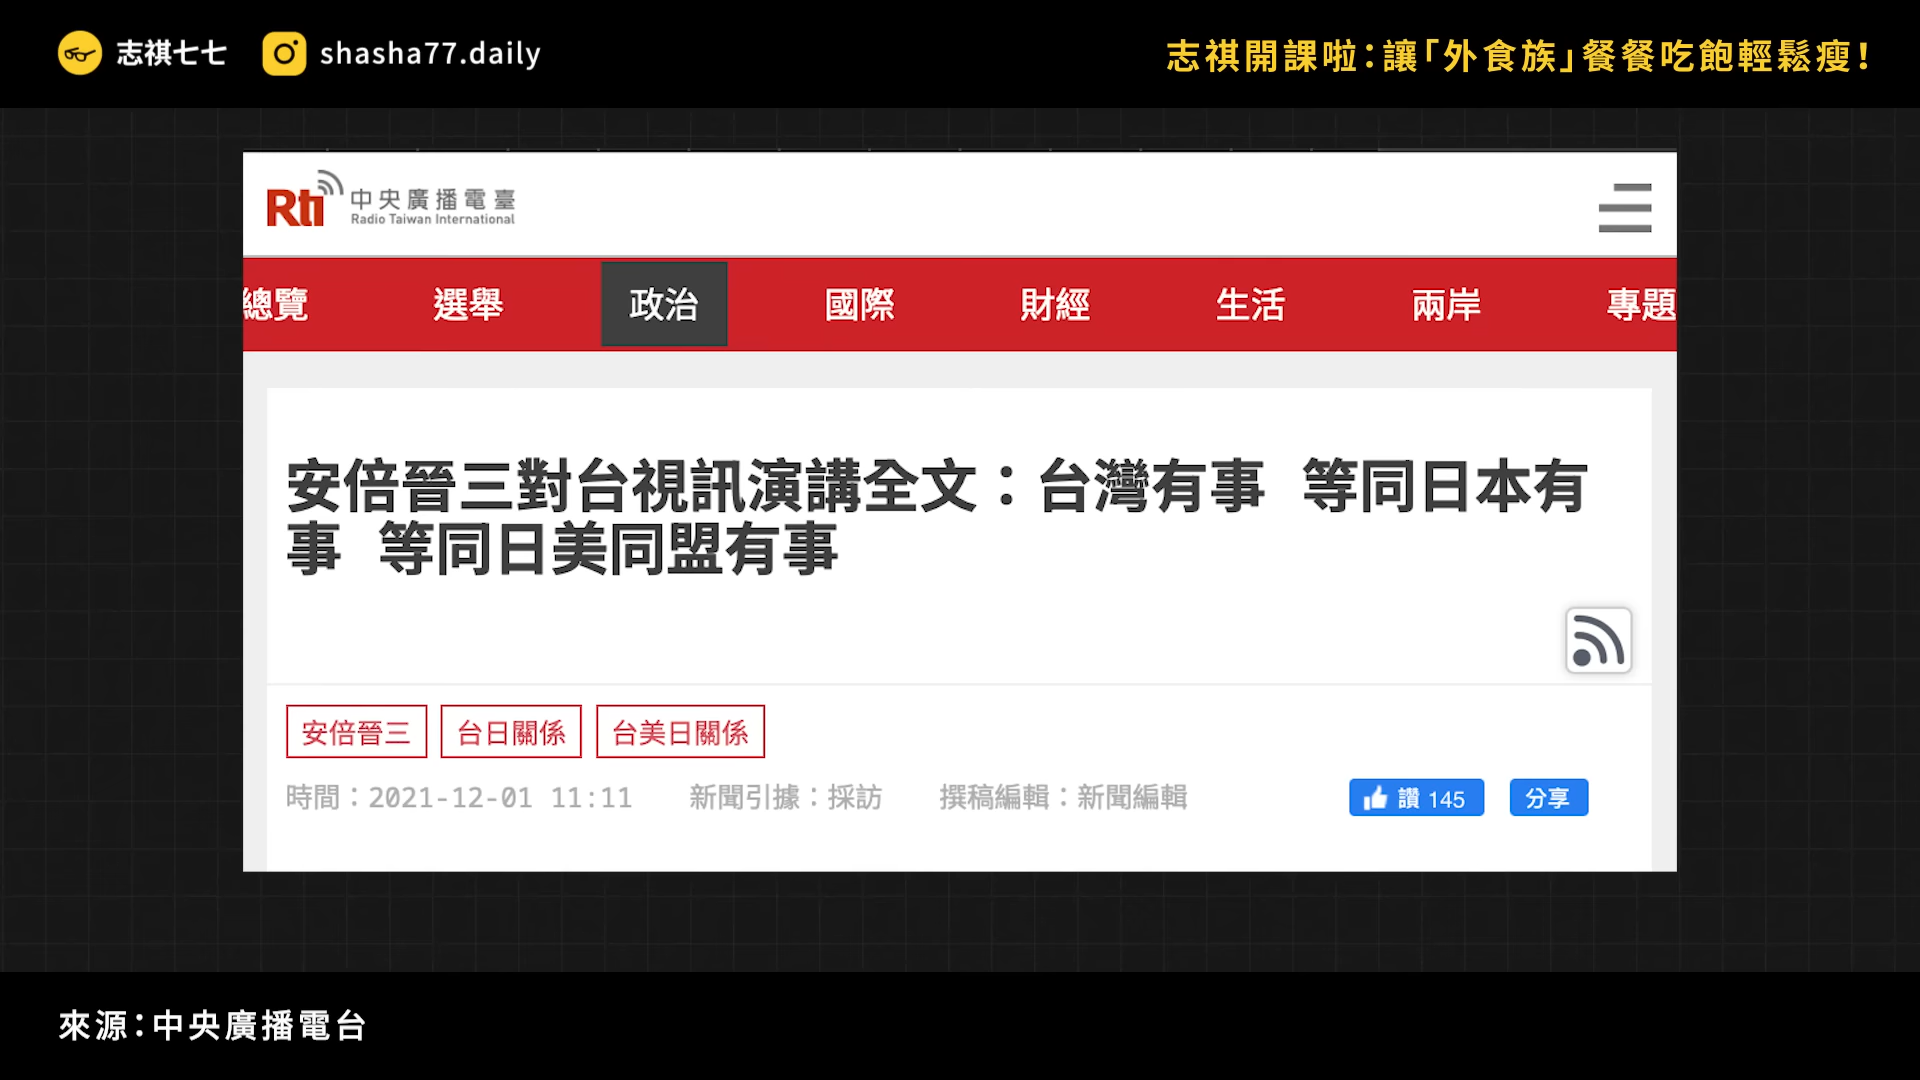 志祺七七 shasha77.daily
志祺開課啦：讓「外食族」餐餐吃飽輕鬆瘦！
Rti 中央廣播電臺
Radio Taiwan International
總覽 選舉 政治 國際 財經 生活 兩岸 專題
安倍晉三對台視訊演講全文：台灣有事 等同日本有
事 等同日美同盟有事
安倍晉三 台日關係 台美日關係
時間：2021-12-01 11:11 新聞引據：採訪 撰稿編輯：新聞編輯 讚 145 分享
來源：中央廣播電台